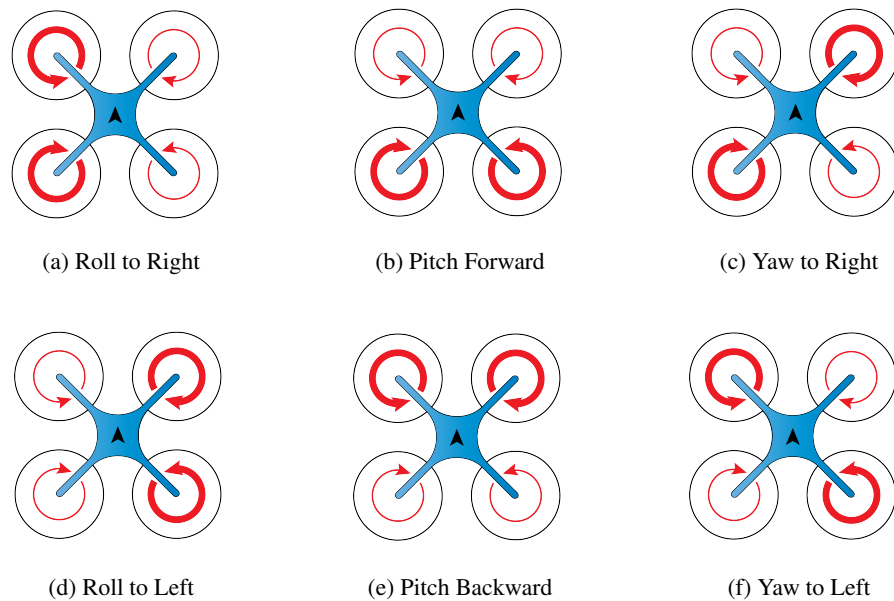 (a) Roll to Right
(b) Pitch Forward
(c) Yaw to Right
(d) Roll to Left
(e) Pitch Backward
(f) Yaw to Left